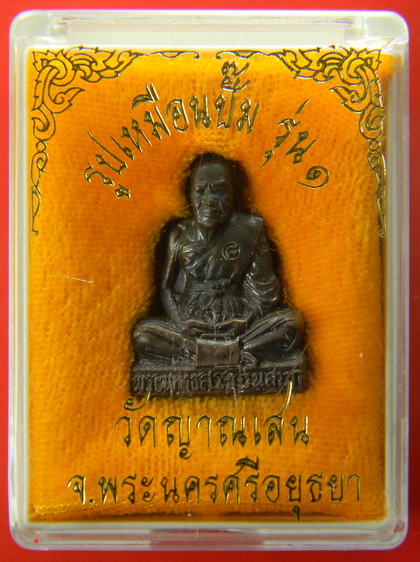 รูปเหมือนปั๊ม รุ่น ๑
วัดญาณเสน
จ.พระนครศรีอยุธยา